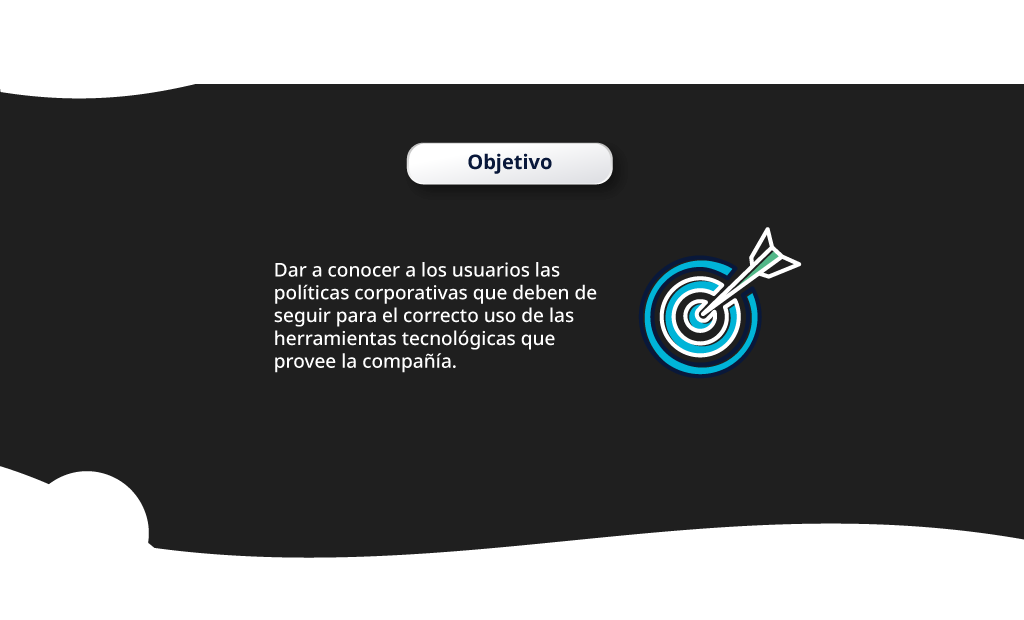 Objetivo
Dar a conocer a los usuarios las
políticas corporativas que deben de
seguir para el correcto uso de las
herramientas tecnológicas que
provee la compañía.